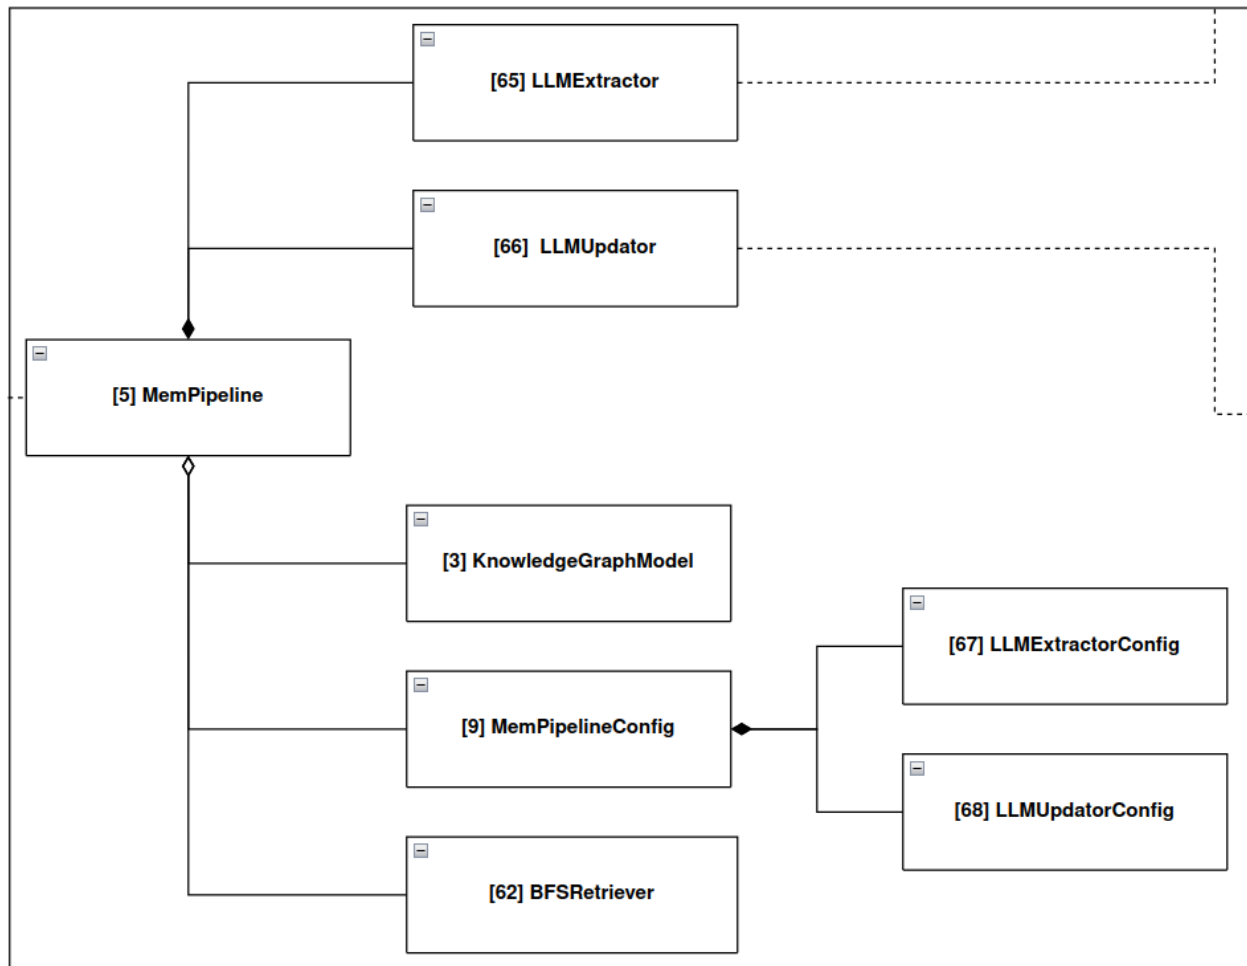 [65] LLMExtractor
[66] LLMUpdator
[5] MemPipeline
[3] KnowledgeGraphModel
[67] LLMExtractorConfig
[9] MemPipelineConfig
[68] LLMUpdatorConfig
[62] BFSRetriever